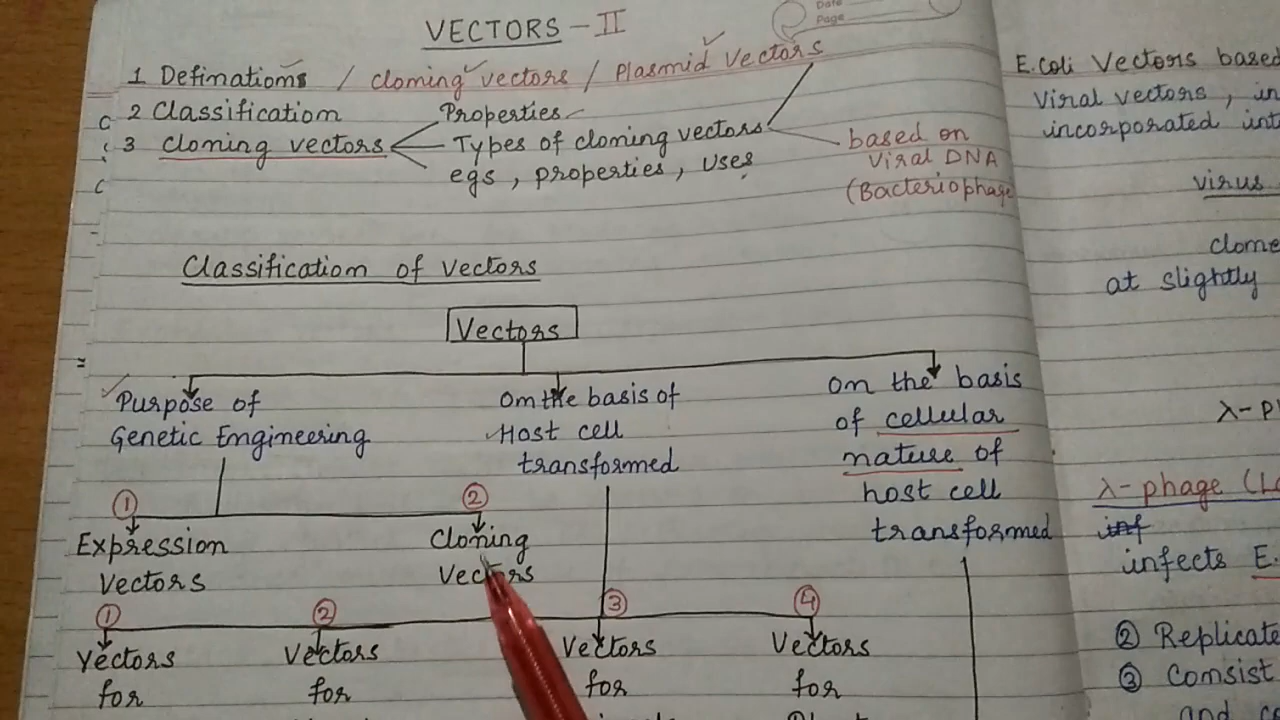 Date
Page
VECTORS - II
1 Definations / cloning vectors / Plasmid Vectors
2 Classification
Properties
3 Cloning vectors
Types of cloning vectors
egs, properties, uses
based on
Viral DNA
(Bacteriophage
Classification of Vectors
Vectors
Purpose of
Genetic Engineering
On the basis of
Host cell
transformed
on the basis
of cellular
nature of
host cell
transformed
① Expression
Vectors
② Cloning
Vectors
① Vectors
for
② Vectors
for
③ Vectors
for
④ Vectors
for
E.coli Vectors based
Viral vectors, in
incorporated int
virus
clone
at slightly
λ-p
λ-phage (L
inf
infects E.
② Replicate
③ Consist
and c